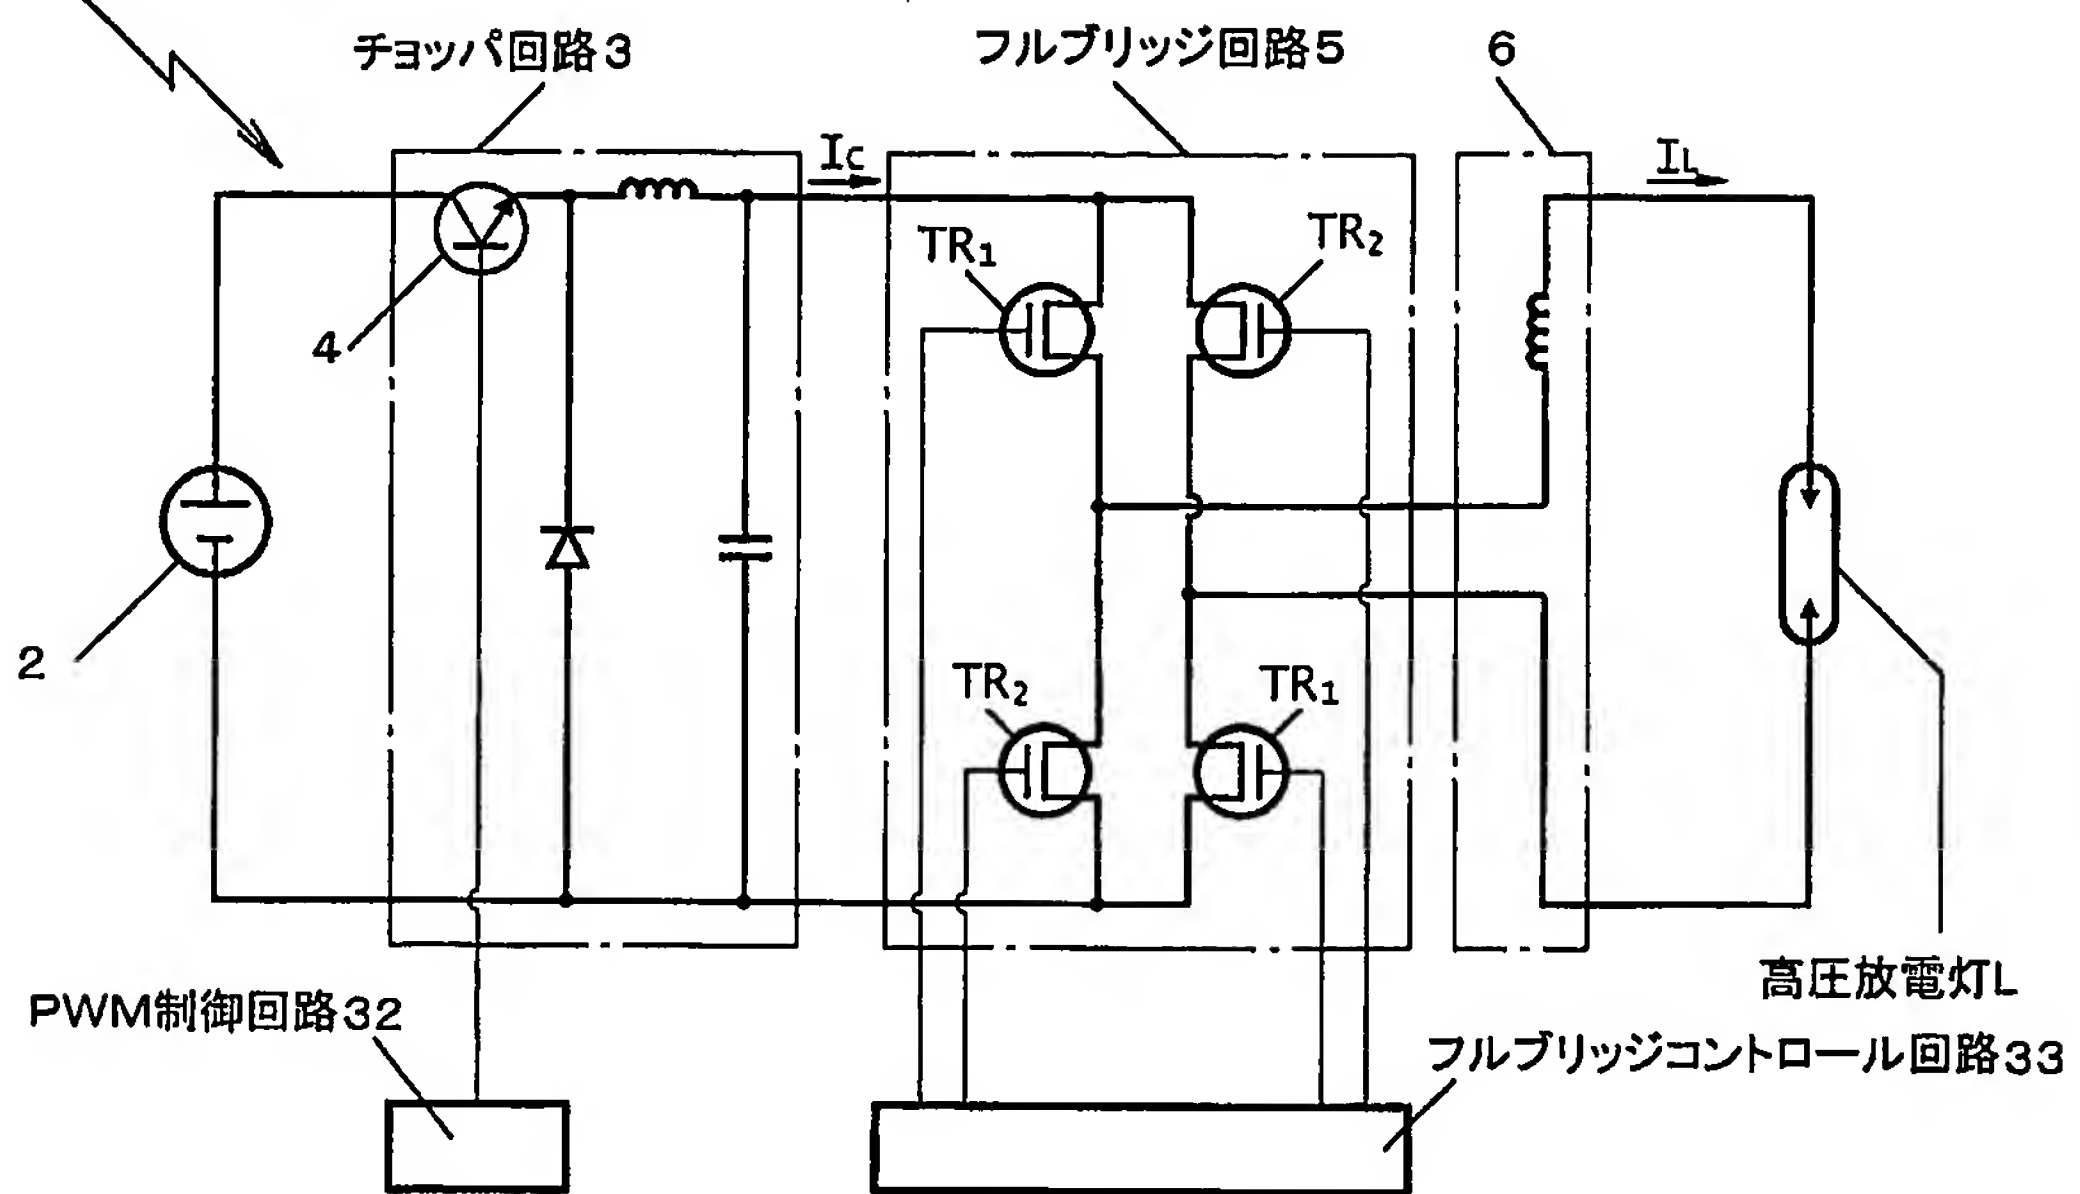 チョッパ回路3
フルブリッジ回路5
6
IC
IL
TR1
TR2
4
2
TR2
TR1
高圧放電灯L
PWM制御回路32
フルブリッジコントロール回路33